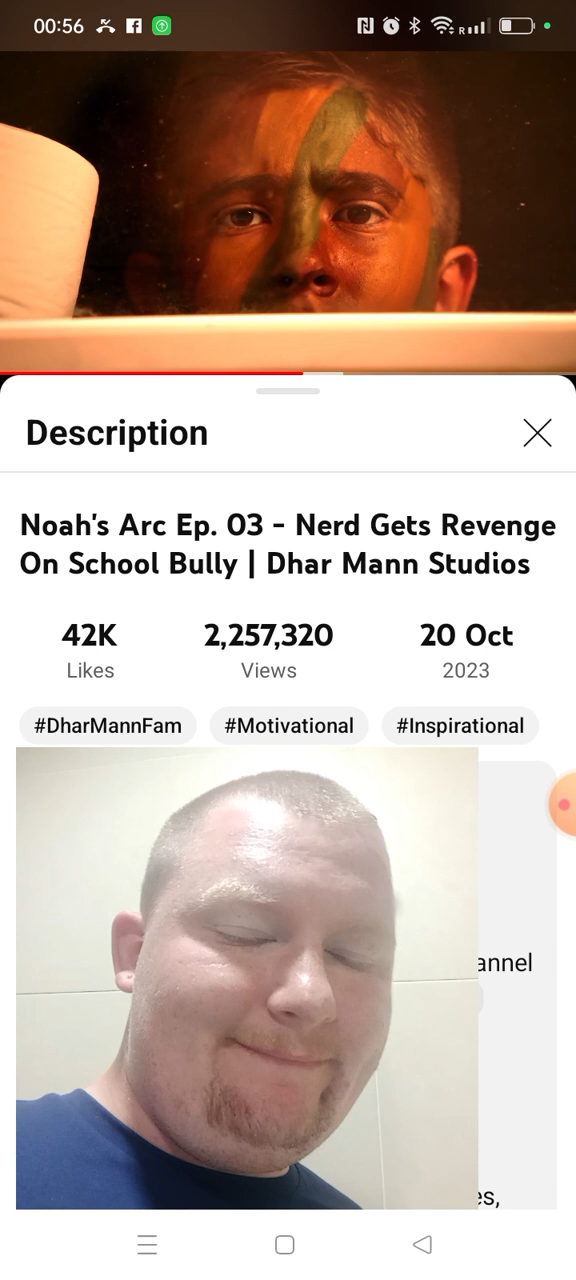 00:56
R
Description
Noah's Arc Ep. 03 - Nerd Gets Revenge
On School Bully | Dhar Mann Studios
42K 2,257,320 20 Oct
Likes Views 2023
#DharMannFam #Motivational #Inspirational
annel
es,